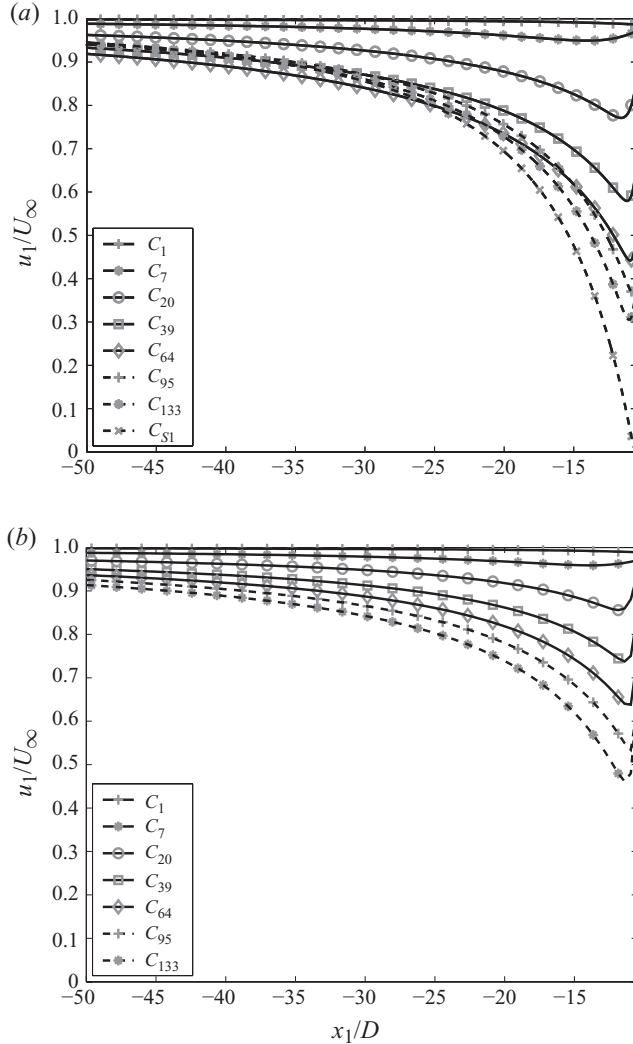 (a)
1.0
0.9
0.8
0.7
0.6
0.5
0.4
0.3
0.2
0.1
0
u₁/U∞
C₁
C₇
C₂₀
C₃₉
C₆₄
C₉₅
C₁₃₃
C_S1
−50 −45 −40 −35 −30 −25 −20 −15
(b)
1.0
0.9
0.8
0.7
0.6
0.5
0.4
0.3
0.2
0.1
0
u₁/U∞
C₁
C₇
C₂₀
C₃₉
C₆₄
C₉₅
C₁₃₃
−50 −45 −40 −35 −30 −25 −20 −15
x₁/D